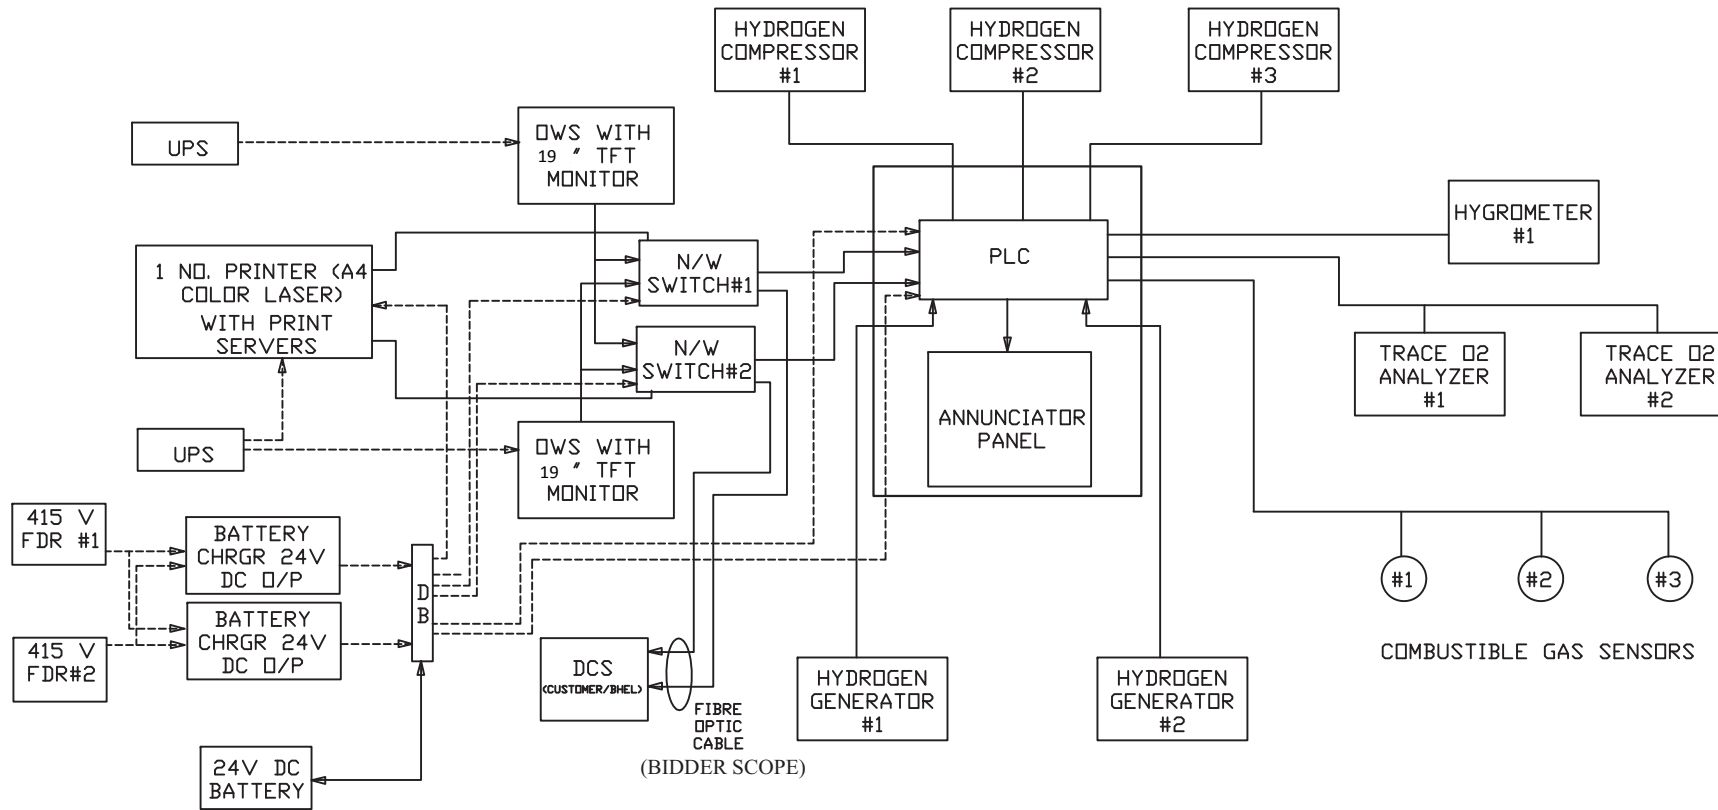 HYDROGEN
COMPRESSOR
#1
HYDROGEN
COMPRESSOR
#2
HYDROGEN
COMPRESSOR
#3
UPS
OWS WITH
19 " TFT
MONITOR
HYGROMETER
#1
1 NO. PRINTER (A4
COLOR LASER)
WITH PRINT
SERVERS
N/W
SWITCH#1
PLC
N/W
SWITCH#2
TRACE O2
ANALYZER
#1
TRACE O2
ANALYZER
#2
ANNUNCIATOR
PANEL
UPS
OWS WITH
19 " TFT
MONITOR
415 V
FDR #1
BATTERY
CHRGR 24V
DC O/P
D
B
#1
#2
#3
COMBUSTIBLE GAS SENSORS
415 V
FDR#2
BATTERY
CHRGR 24V
DC O/P
DCS
(CUSTOMER/BHEL)
HYDROGEN
GENERATOR
#1
HYDROGEN
GENERATOR
#2
FIBRE
OPTIC
CABLE
(BIDDER SCOPE)
24V DC
BATTERY